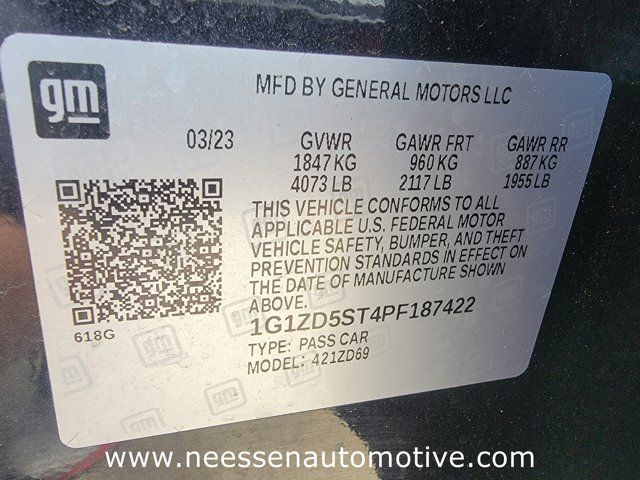 gm
MFD BY GENERAL MOTORS LLC
03/23 GVWR GAWR FRT GAWR RR
1847 KG 960 KG 887 KG
4073 LB 2117 LB 1955 LB
THIS VEHICLE CONFORMS TO ALL
APPLICABLE U.S. FEDERAL MOTOR
VEHICLE SAFETY, BUMPER, AND THEFT
PREVENTION STANDARDS IN EFFECT ON
THE DATE OF MANUFACTURE SHOWN
ABOVE.
618G
1G1ZD5ST4PF187422
TYPE: PASS CAR
MODEL: 421ZD69
www.neessenautomotive.com